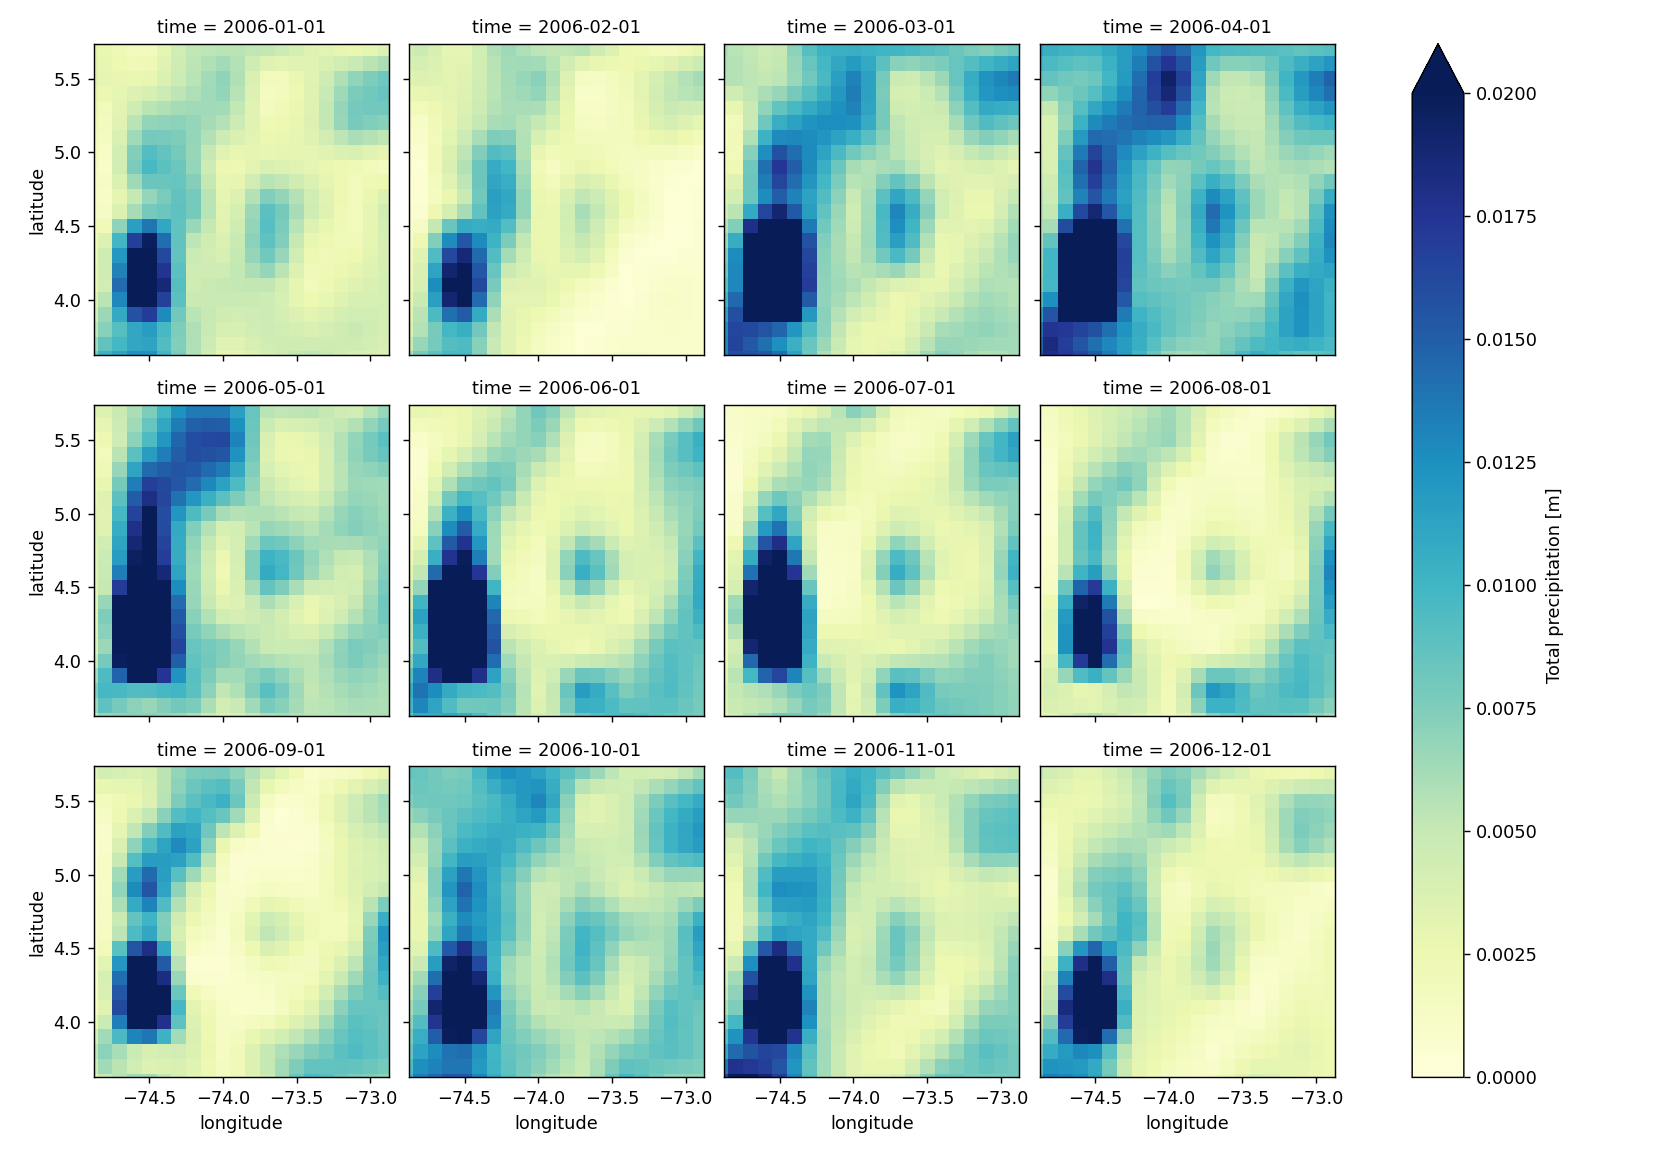 time = 2006-01-01
time = 2006-02-01
time = 2006-03-01
time = 2006-04-01
latitude
5.5
5.0
4.5
4.0
time = 2006-05-01
time = 2006-06-01
time = 2006-07-01
time = 2006-08-01
latitude
5.5
5.0
4.5
4.0
time = 2006-09-01
time = 2006-10-01
time = 2006-11-01
time = 2006-12-01
latitude
5.5
5.0
4.5
4.0
−74.5 −74.0 −73.5 −73.0
−74.5 −74.0 −73.5 −73.0
−74.5 −74.0 −73.5 −73.0
−74.5 −74.0 −73.5 −73.0
longitude
longitude
longitude
longitude
0.0200
0.0175
0.0150
0.0125
0.0100
0.0075
0.0050
0.0025
0.0000
Total precipitation [m]